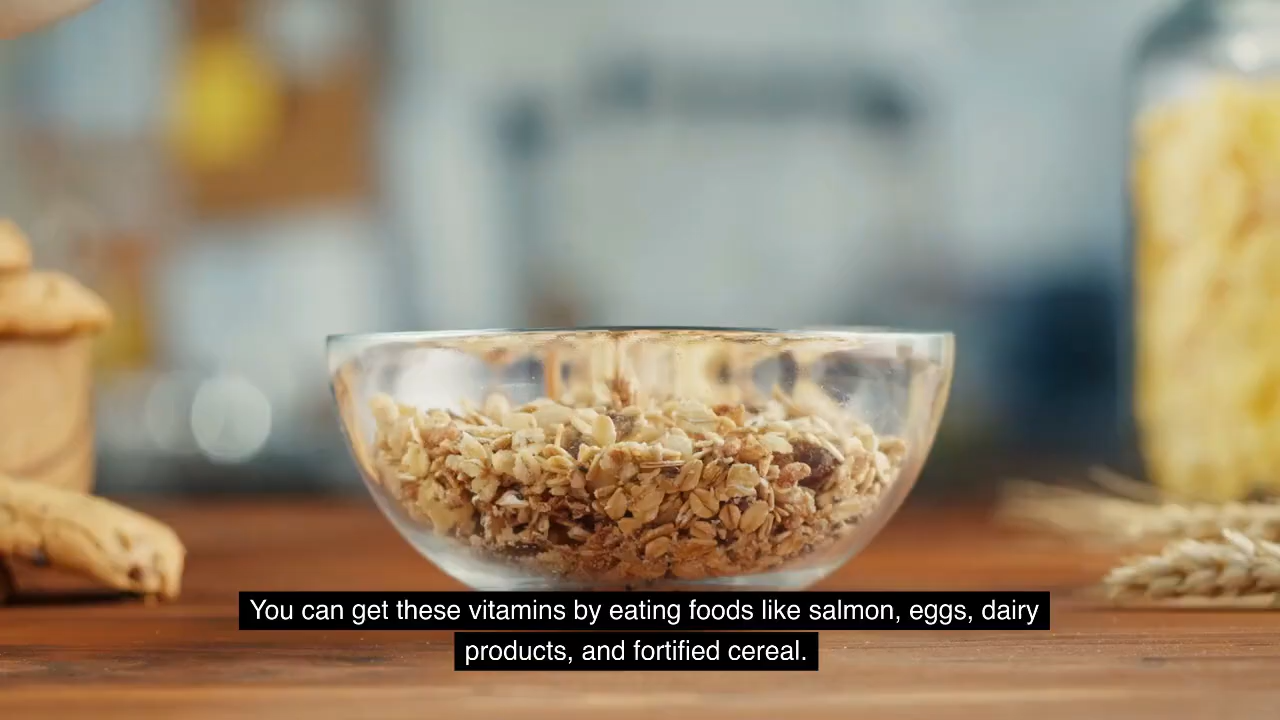 You can get these vitamins by eating foods like salmon, eggs, dairy
products, and fortified cereal.